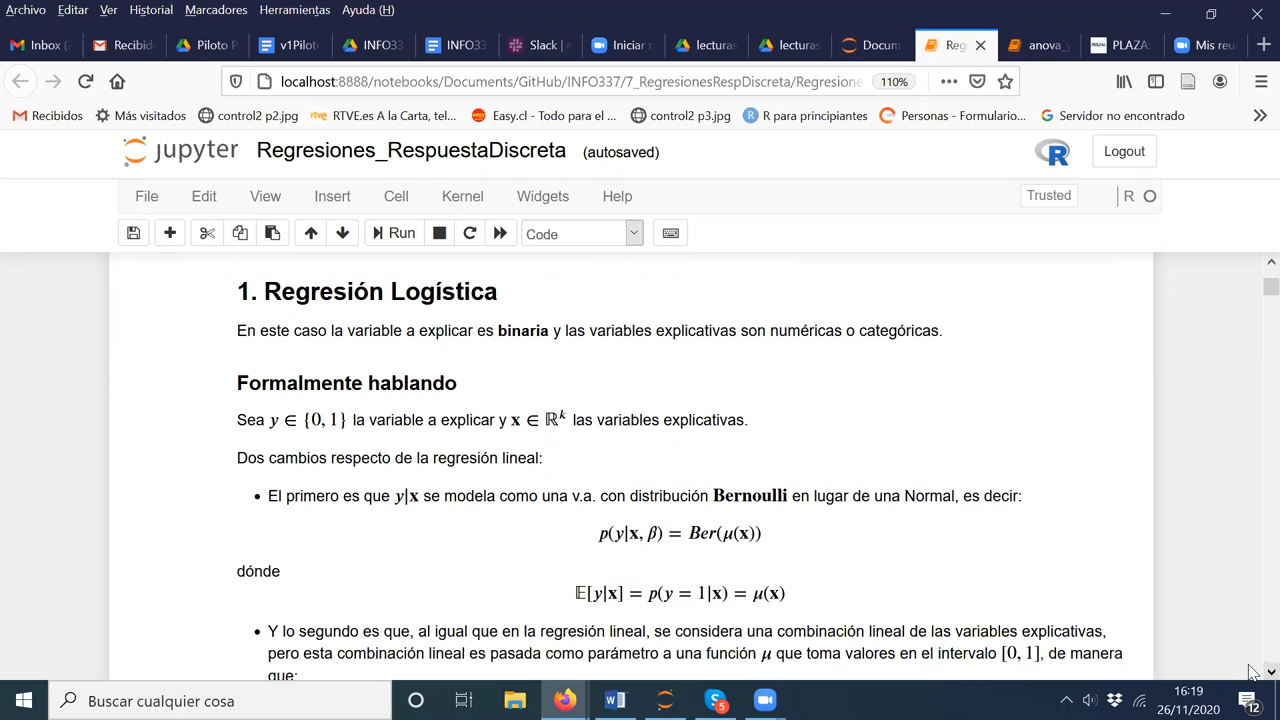 Archivo Editar Ver Historial Marcadores Herramientas Ayuda (H)
Inbox (2
Recibid
Piloto
v1Pilot
INFO33
INFO33
Slack |
Iniciar r
lecturas
lecturas
Docum
Reg
anova_
PLAZA:
Mis reu
localhost:8888/notebooks/Documents/GitHub/INFO337/7_RegresionesRespDiscreta/Regresione 110%
Recibidos Más visitados control2 p2.jpg RTVE.es A la Carta, tel... Easy.cl - Todo para el ... control2 p3.jpg R para principiantes Personas - Formulario... Servidor no encontrado
jupyter Regresiones_RespuestaDiscreta (autosaved) R Logout
File Edit View Insert Cell Kernel Widgets Help Trusted R
Run Code
1. Regresión Logística
En este caso la variable a explicar es binaria y las variables explicativas son numéricas o categóricas.
Formalmente hablando
Sea y ∈ {0, 1} la variable a explicar y x ∈ ℝᵏ las variables explicativas.
Dos cambios respecto de la regresión lineal:
• El primero es que y|x se modela como una v.a. con distribución Bernoulli en lugar de una Normal, es decir:
p(y|x, β) = Ber(μ(x))
dónde
𝔼[y|x] = p(y = 1|x) = μ(x)
• Y lo segundo es que, al igual que en la regresión lineal, se considera una combinación lineal de las variables explicativas,
pero esta combinación lineal es pasada como parámetro a una función μ que toma valores en el intervalo [0, 1], de manera
que:
Buscar cualquier cosa
5
16:19
26/11/2020
12